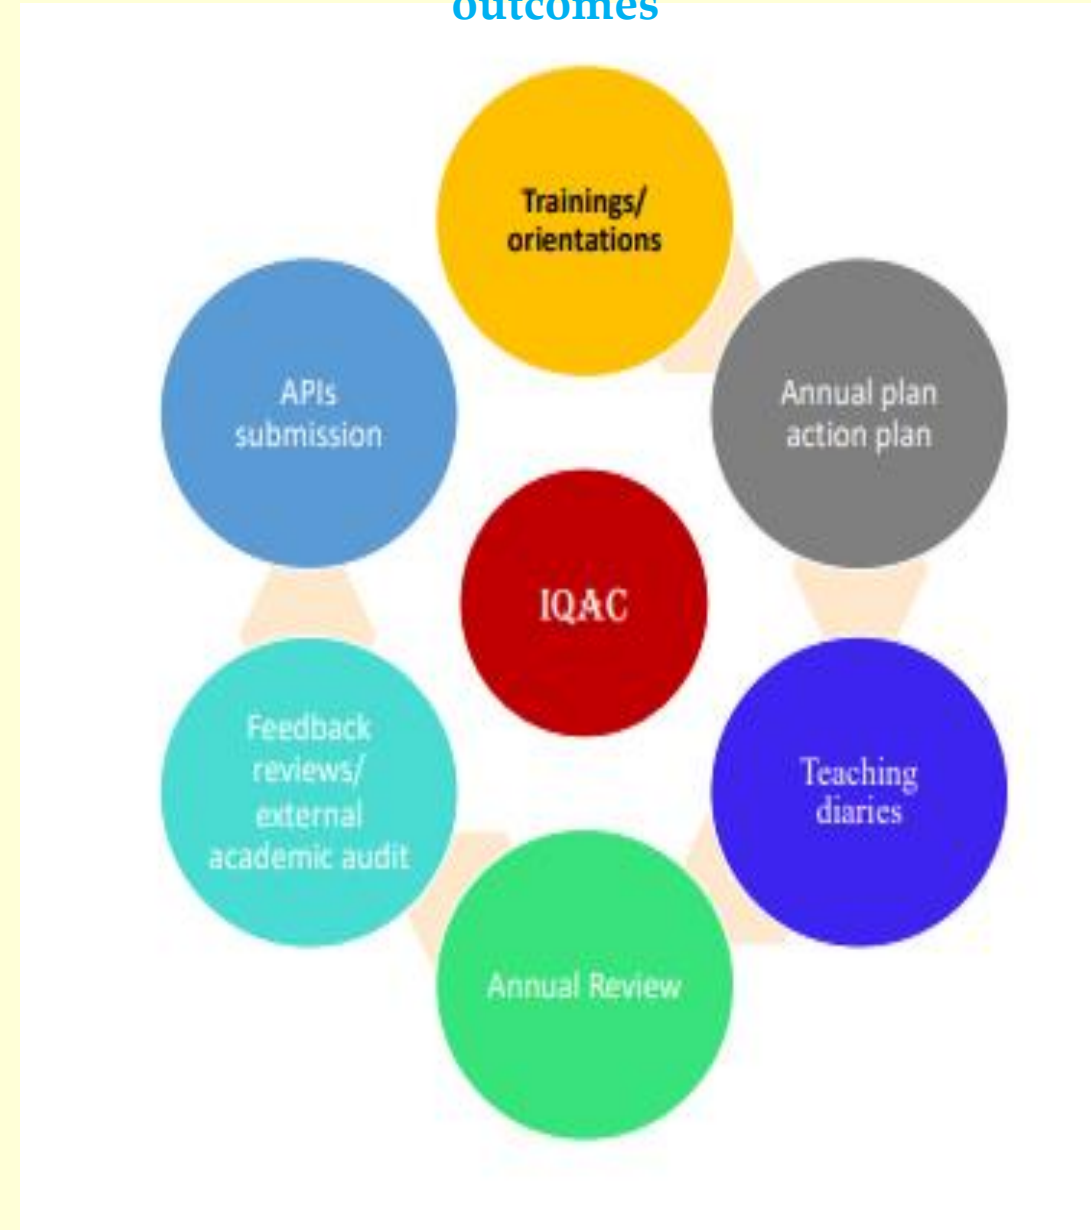 outcomes
Trainings/
orientations
Annual plan
action plan
Teaching
diaries
Annual Review
Feedback
reviews/
external
academic audit
APIs
submission
IQAC